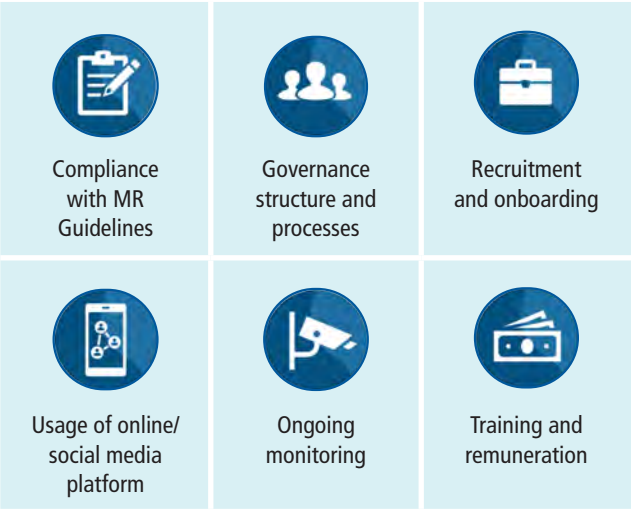 Compliance
with MR
Guidelines
Governance
structure and
processes
Recruitment
and onboarding
Usage of online/
social media
platform
Ongoing
monitoring
Training and
remuneration